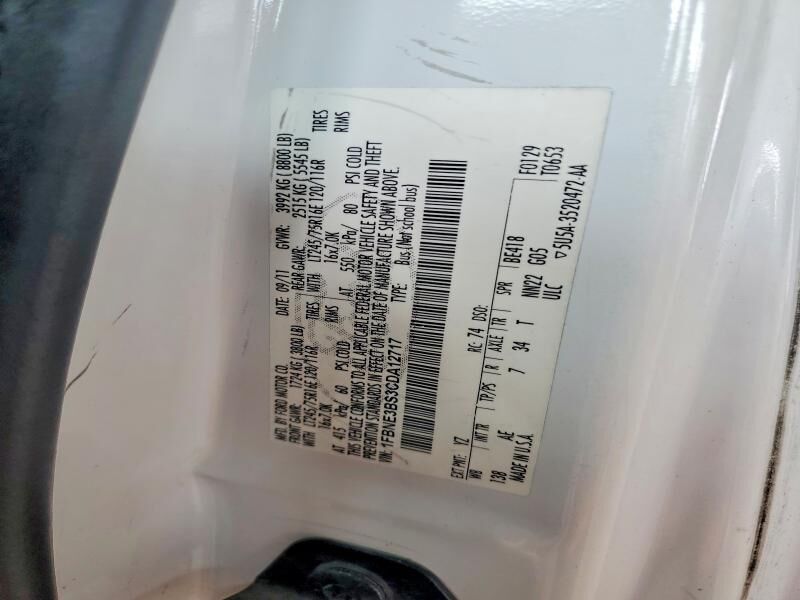 MFD. BY FORD MOTOR CO. DATE: 09/11 GVWR: 3992 KG ( 8800 LB)
FRONT GAWR: 1724 KG ( 3800 LB) REAR GAWR: 2515 KG ( 5545 LB)
WITH LT245/75R16E 120/116R TIRES WITH LT245/75R16E 120/116R TIRES
16x7.0K RIMS 16x7.0K RIMS
AT 415 kPa/ 60 PSI COLD AT 550 kPa/ 80 PSI COLD
THIS VEHICLE CONFORMS TO ALL APPLICABLE FEDERAL MOTOR VEHICLE SAFETY AND THEFT
PREVENTION STANDARDS IN EFFECT ON THE DATE OF MANUFACTURE SHOWN ABOVE.
VIN: 1FBNE3BS3CDA12717 TYPE: Bus (Not school bus)
EXT PNT: YZ RC: 74 DSO: F0129
WB INT TR TP/PS R AXLE TR SPR BE418 T0653
138 AE 7 34 T NN22 G05
MADE IN U.S.A. ULC ▽5U5A-3520472-AA